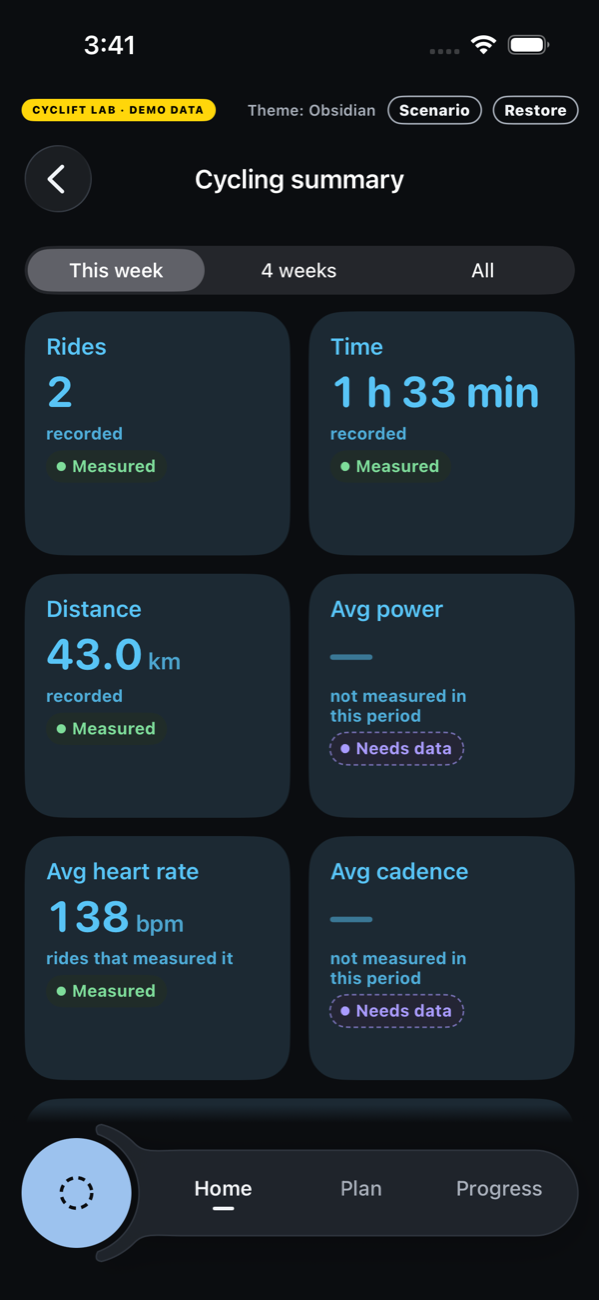 3:41
CYCLIFT LAB · DEMO DATA
Theme: Obsidian
Scenario
Restore
Cycling summary
This week
4 weeks
All
Rides
2
recorded
Measured
Time
1 h 33 min
recorded
Measured
Distance
43.0 km
recorded
Measured
Avg power
—
not measured in
this period
Needs data
Avg heart rate
138 bpm
rides that measured it
Measured
Avg cadence
—
not measured in
this period
Needs data
Home
Plan
Progress